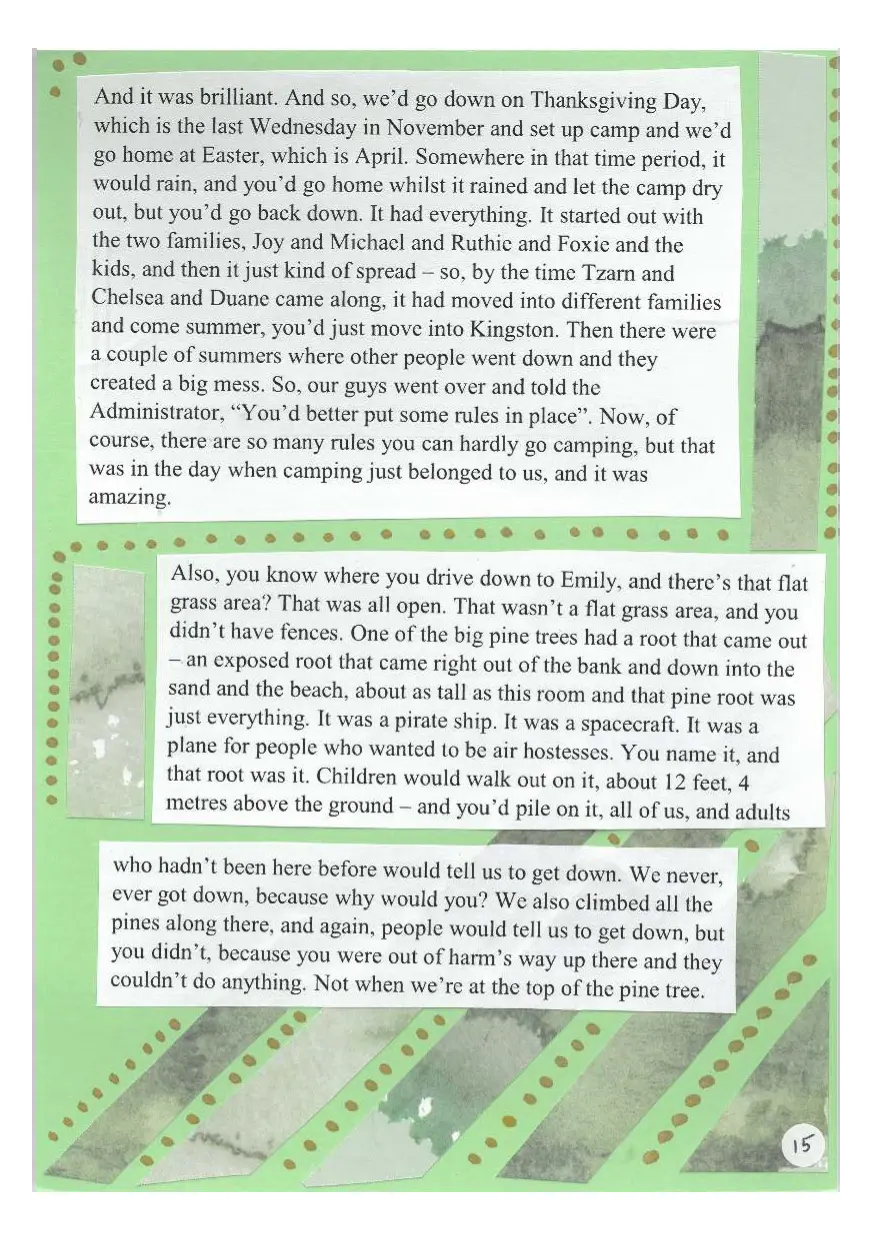 And it was brilliant. And so, we'd go down on Thanksgiving Day,
which is the last Wednesday in November and set up camp and we'd
go home at Easter, which is April. Somewhere in that time period, it
would rain, and you'd go home whilst it rained and let the camp dry
out, but you'd go back down. It had everything. It started out with
the two families, Joy and Michael and Ruthie and Foxie and the
kids, and then it just kind of spread – so, by the time Tzarn and
Chelsea and Duane came along, it had moved into different families
and come summer, you'd just move into Kingston. Then there were
a couple of summers where other people went down and they
created a big mess. So, our guys went over and told the
Administrator, “You'd better put some rules in place”. Now, of
course, there are so many rules you can hardly go camping, but that
was in the day when camping just belonged to us, and it was
amazing.
Also, you know where you drive down to Emily, and there's that flat
grass area? That was all open. That wasn't a flat grass area, and you
didn't have fences. One of the big pine trees had a root that came out
– an exposed root that came right out of the bank and down into the
sand and the beach, about as tall as this room and that pine root was
just everything. It was a pirate ship. It was a spacecraft. It was a
plane for people who wanted to be air hostesses. You name it, and
that root was it. Children would walk out on it, about 12 feet, 4
metres above the ground – and you'd pile on it, all of us, and adults
who hadn't been here before would tell us to get down. We never,
ever got down, because why would you? We also climbed all the
pines along there, and again, people would tell us to get down, but
you didn't, because you were out of harm's way up there and they
couldn't do anything. Not when we're at the top of the pine tree.
15